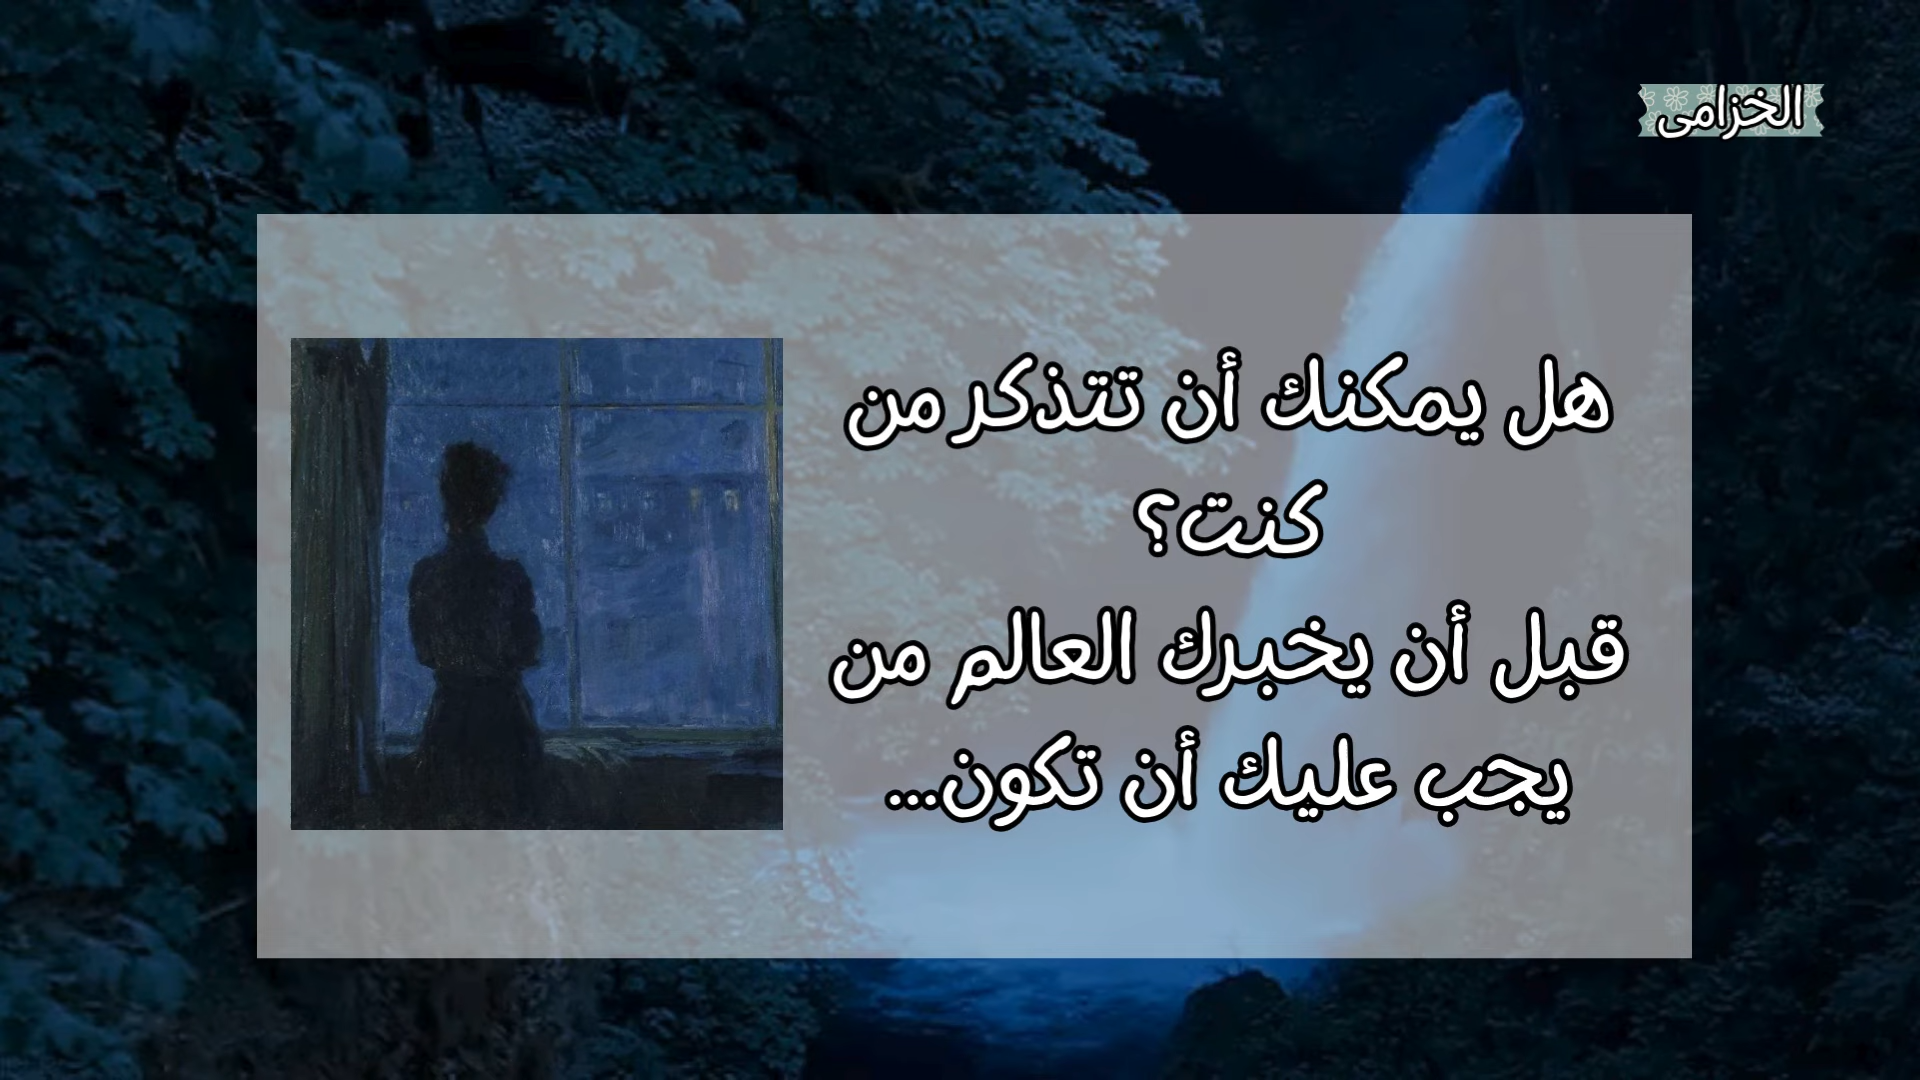 الخزامى
هل يمكنك أن تتذكر من
كنت؟
قبل أن يخبرك العالم من
يجب عليك أن تكون...